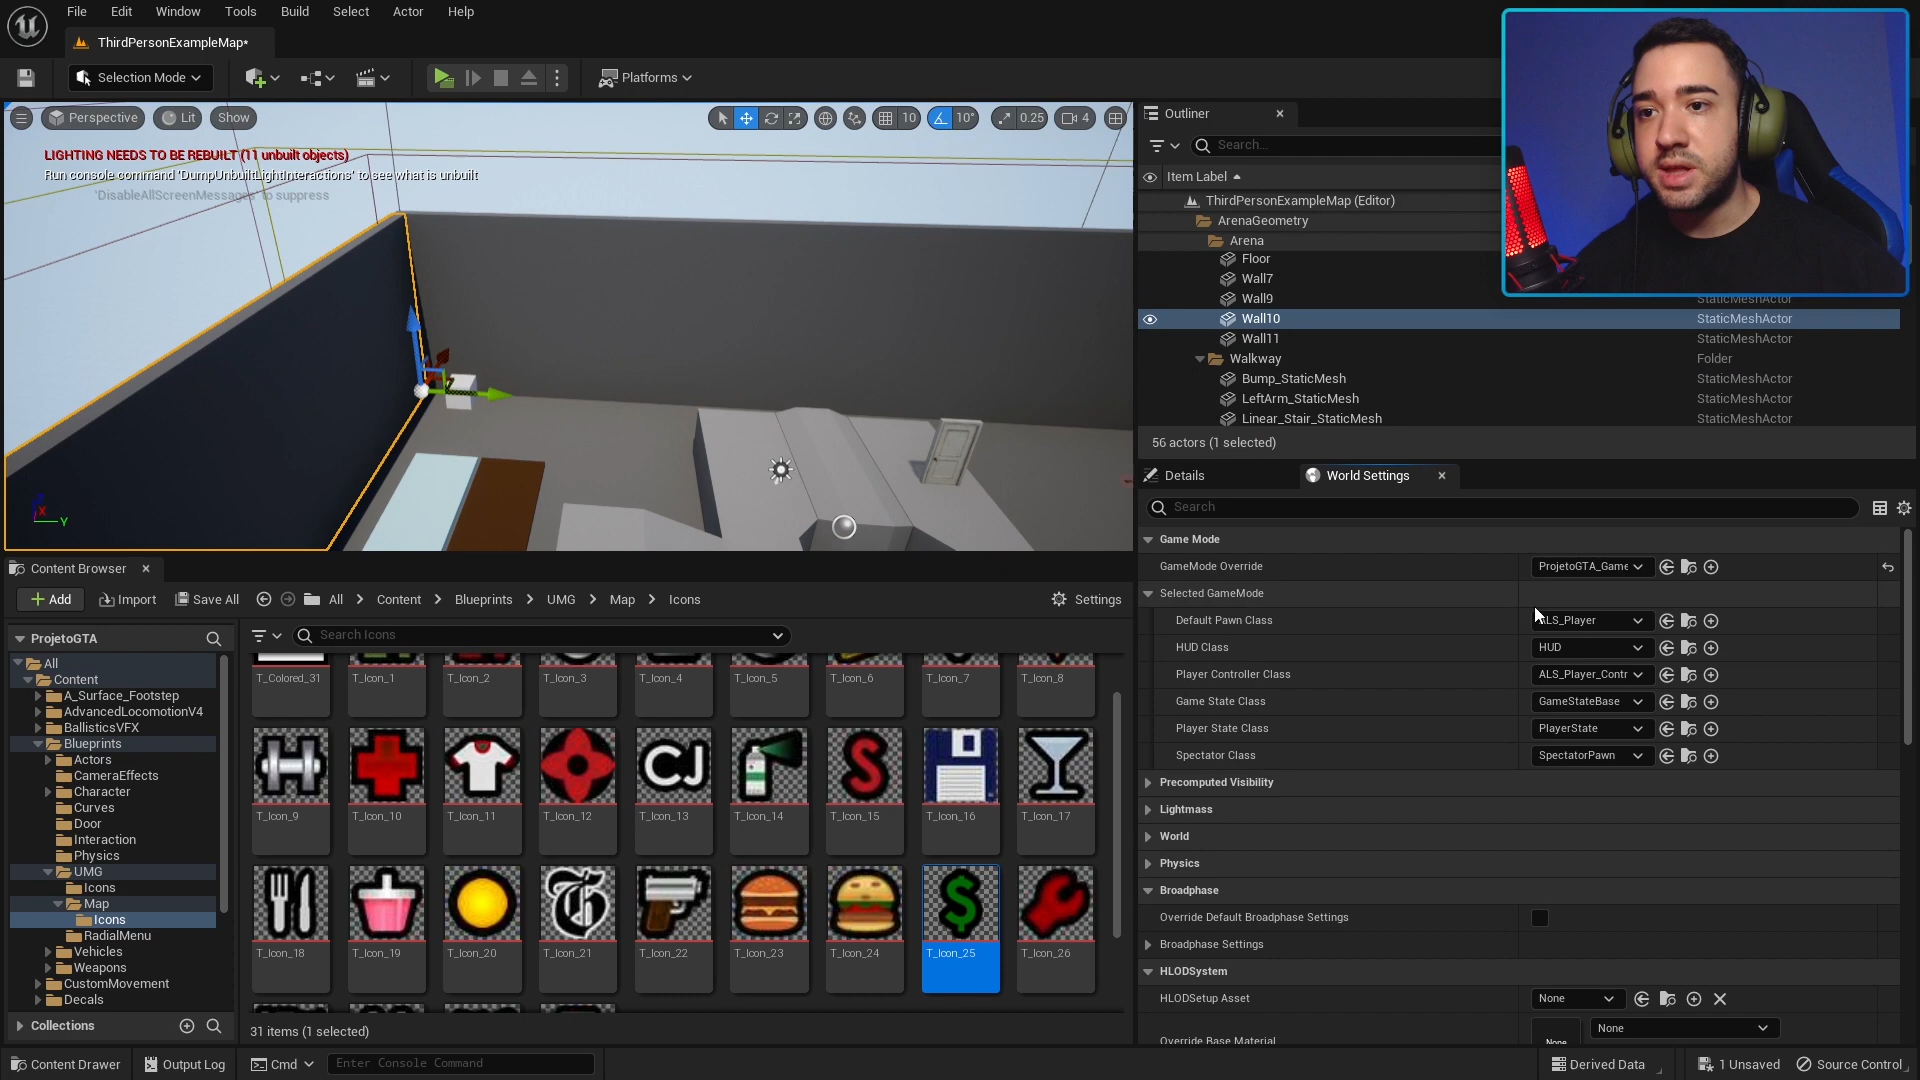 File Edit Window Tools Build Select Actor Help
ThirdPersonExampleMap*
Selection Mode
Platforms
Perspective Lit Show
10 10° 0.25 4
LIGHTING NEEDS TO BE REBUILT (11 unbuilt objects)
Run console command 'DumpUnbuiltLightInteractions' to see what is unbuilt
'DisableAllScreenMessages' to suppress
X Y
Outliner
Search...
Item Label
ThirdPersonExampleMap (Editor)
ArenaGeometry
Arena
Floor
Wall7
Wall9 StaticMeshActor
Wall10 StaticMeshActor
Wall11 StaticMeshActor
Walkway Folder
Bump_StaticMesh StaticMeshActor
LeftArm_StaticMesh StaticMeshActor
Linear_Stair_StaticMesh StaticMeshActor
56 actors (1 selected)
Details World Settings
Search
Game Mode
GameMode Override ProjetoGTA_Game
Selected GameMode
Default Pawn Class ALS_Player
HUD Class HUD
Player Controller Class ALS_Player_Contr
Game State Class GameStateBase
Player State Class PlayerState
Spectator Class SpectatorPawn
Precomputed Visibility
Lightmass
World
Physics
Broadphase
Override Default Broadphase Settings
Broadphase Settings
HLODSystem
HLODSetup Asset None
Override Base Material None None
Content Browser
Add Import Save All All Content Blueprints UMG Map Icons Settings
ProjetoGTA
All
Content
A_Surface_Footstep
AdvancedLocomotionV4
BallisticsVFX
Blueprints
Actors
CameraEffects
Character
Curves
Door
Interaction
Physics
UMG
Icons
Map
Icons
RadialMenu
Vehicles
Weapons
CustomMovement
Decals
Collections
Search Icons
T_Colored_31 T_Icon_1 T_Icon_2 T_Icon_3 T_Icon_4 T_Icon_5 T_Icon_6 T_Icon_7 T_Icon_8
CJ S
T_Icon_9 T_Icon_10 T_Icon_11 T_Icon_12 T_Icon_13 T_Icon_14 T_Icon_15 T_Icon_16 T_Icon_17
$
T_Icon_18 T_Icon_19 T_Icon_20 T_Icon_21 T_Icon_22 T_Icon_23 T_Icon_24 T_Icon_25 T_Icon_26
31 items (1 selected)
Content Drawer Output Log Cmd Enter Console Command Derived Data 1 Unsaved Source Control